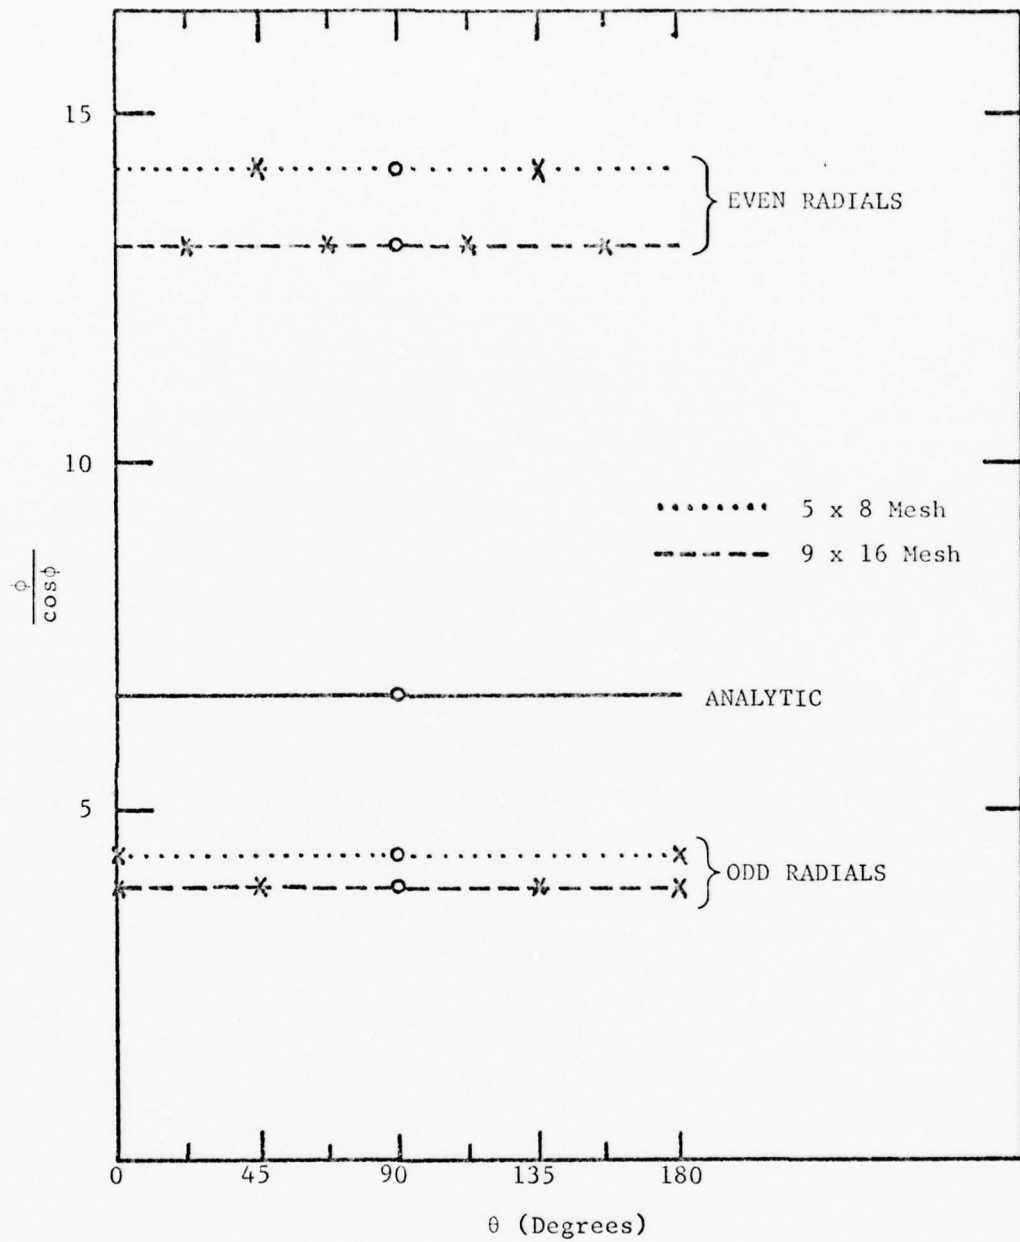 15
EVEN RADIALS
10
5 x 8 Mesh
9 x 16 Mesh
ϕ
cosϕ
ANALYTIC
5
ODD RADIALS
0 45 90 135 180
θ (Degrees)